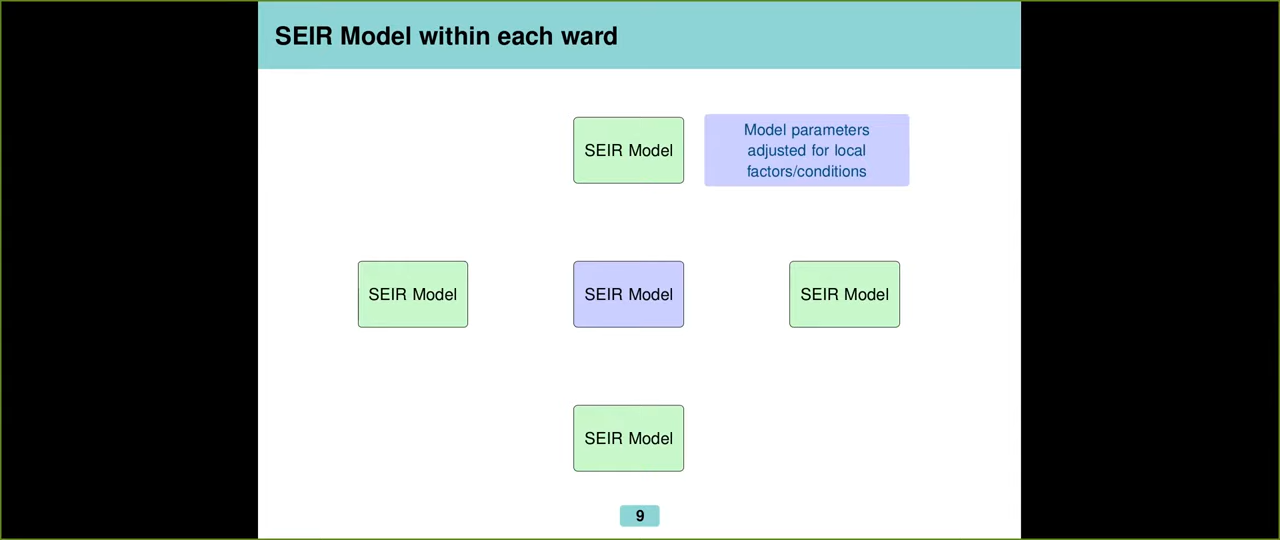 SEIR Model within each ward
SEIR Model
Model parameters
adjusted for local
factors/conditions
SEIR Model
SEIR Model
SEIR Model
SEIR Model
9